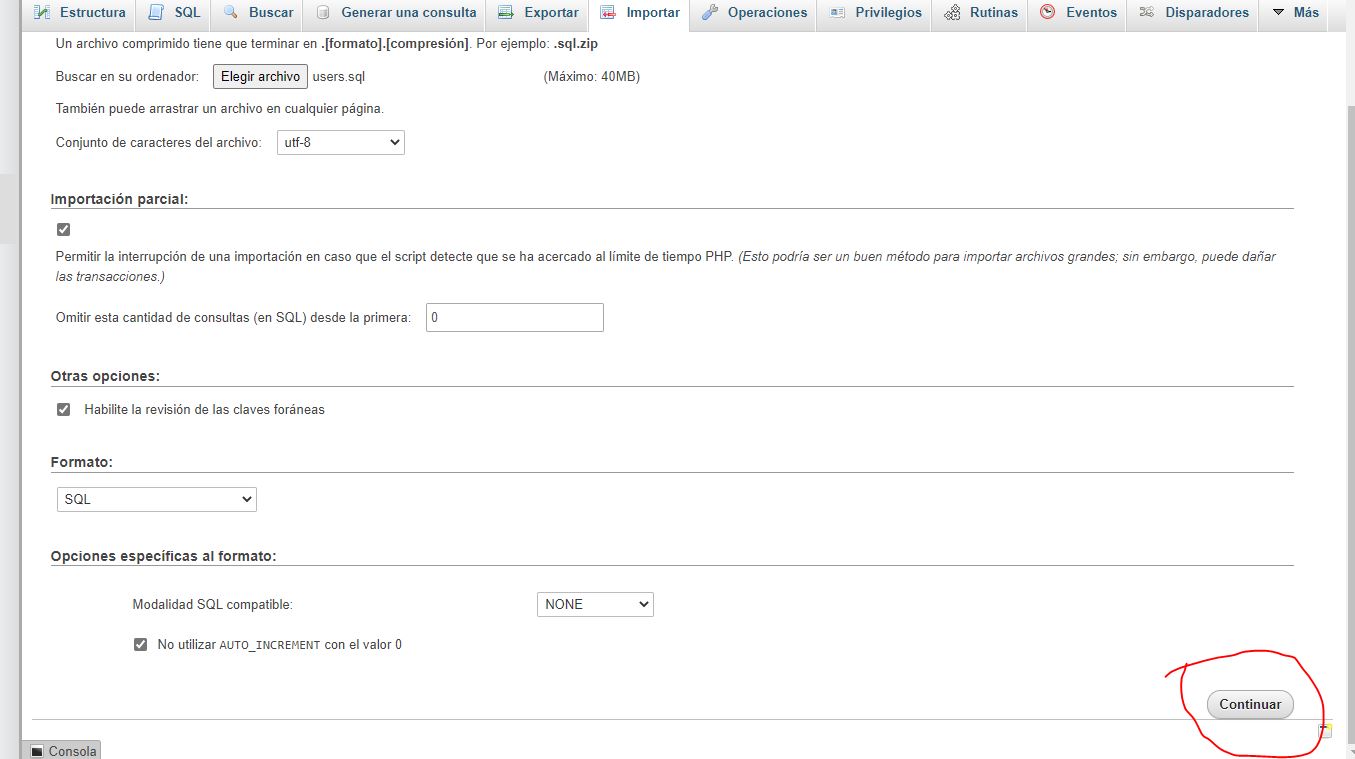 Estructura SQL Buscar Generar una consulta Exportar Importar Operaciones Privilegios Rutinas Eventos Disparadores Más
Un archivo comprimido tiene que terminar en .[formato].[compresión]. Por ejemplo: .sql.zip
Buscar en su ordenador: Elegir archivo users.sql (Máximo: 40MB)
También puede arrastrar un archivo en cualquier página.
Conjunto de caracteres del archivo: utf-8
Importación parcial:
Permitir la interrupción de una importación en caso que el script detecte que se ha acercado al límite de tiempo PHP. (Esto podría ser un buen método para importar archivos grandes; sin embargo, puede dañar
las transacciones.)
Omitir esta cantidad de consultas (en SQL) desde la primera: 0
Otras opciones:
Habilite la revisión de las claves foráneas
Formato:
SQL
Opciones específicas al formato:
Modalidad SQL compatible: NONE
No utilizar AUTO_INCREMENT con el valor 0
Continuar
Consola